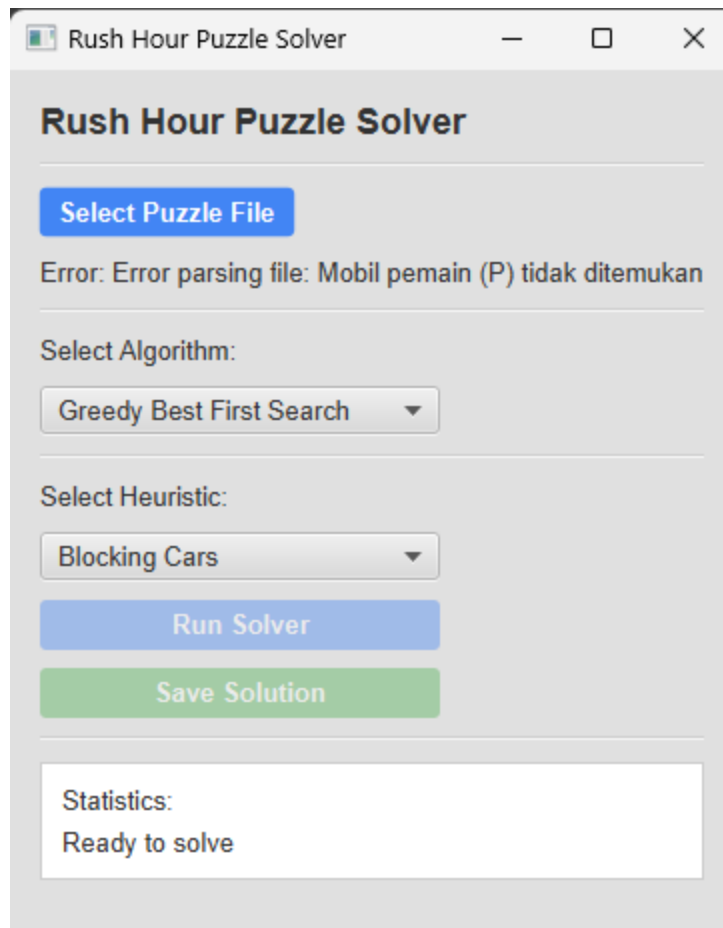 Rush Hour Puzzle Solver
Rush Hour Puzzle Solver
Select Puzzle File
Error: Error parsing file: Mobil pemain (P) tidak ditemukan
Select Algorithm:
Greedy Best First Search
Select Heuristic:
Blocking Cars
Run Solver
Save Solution
Statistics:
Ready to solve